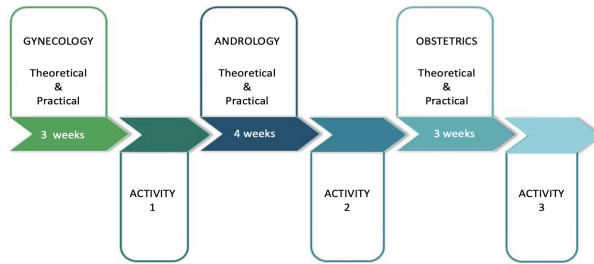 GYNECOLOGY
Theoretical
&
Practical
3 weeks
ACTIVITY
1
ANDROLOGY
Theoretical
&
Practical
4 weeks
ACTIVITY
2
OBSTETRICS
Theoretical
&
Practical
3 weeks
ACTIVITY
3